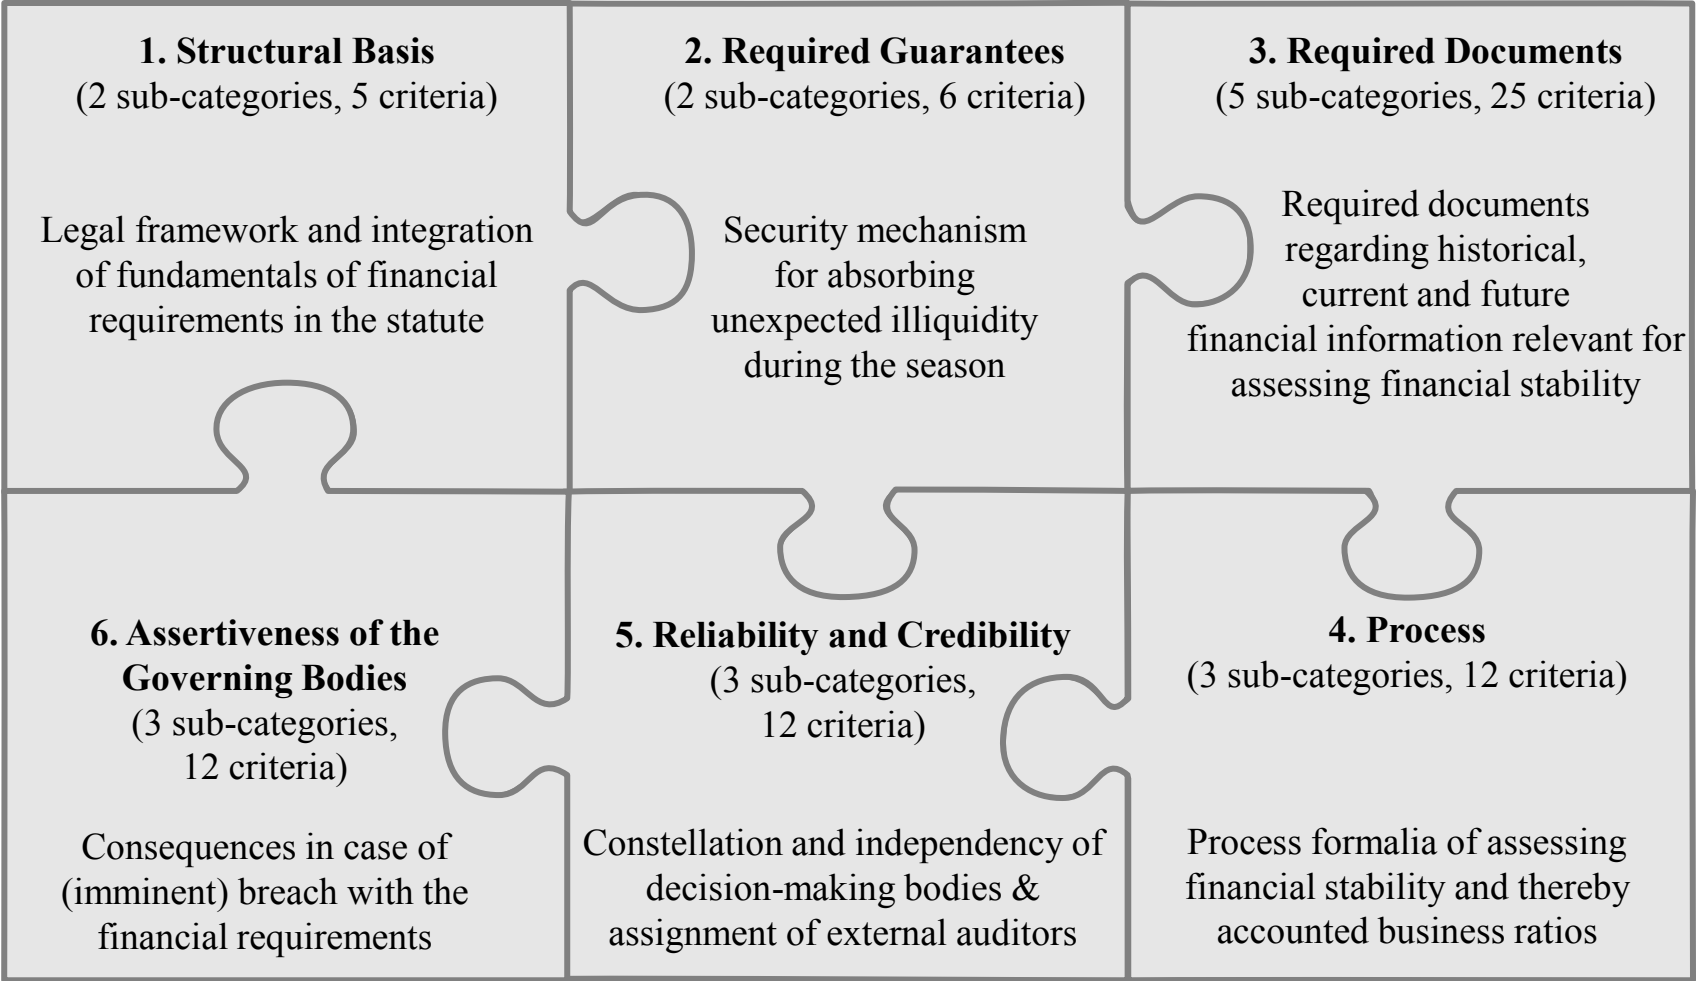 1. Structural Basis
(2 sub-categories, 5 criteria)
Legal framework and integration
of fundamentals of financial
requirements in the statute
2. Required Guarantees
(2 sub-categories, 6 criteria)
Security mechanism
for absorbing
unexpected illiquidity
during the season
3. Required Documents
(5 sub-categories, 25 criteria)
Required documents
regarding historical,
current and future
financial information relevant for
assessing financial stability
6. Assertiveness of the
Governing Bodies
(3 sub-categories,
12 criteria)
Consequences in case of
(imminent) breach with the
financial requirements
5. Reliability and Credibility
(3 sub-categories,
12 criteria)
Constellation and independency of
decision-making bodies &
assignment of external auditors
4. Process
(3 sub-categories, 12 criteria)
Process formalia of assessing
financial stability and thereby
accounted business ratios